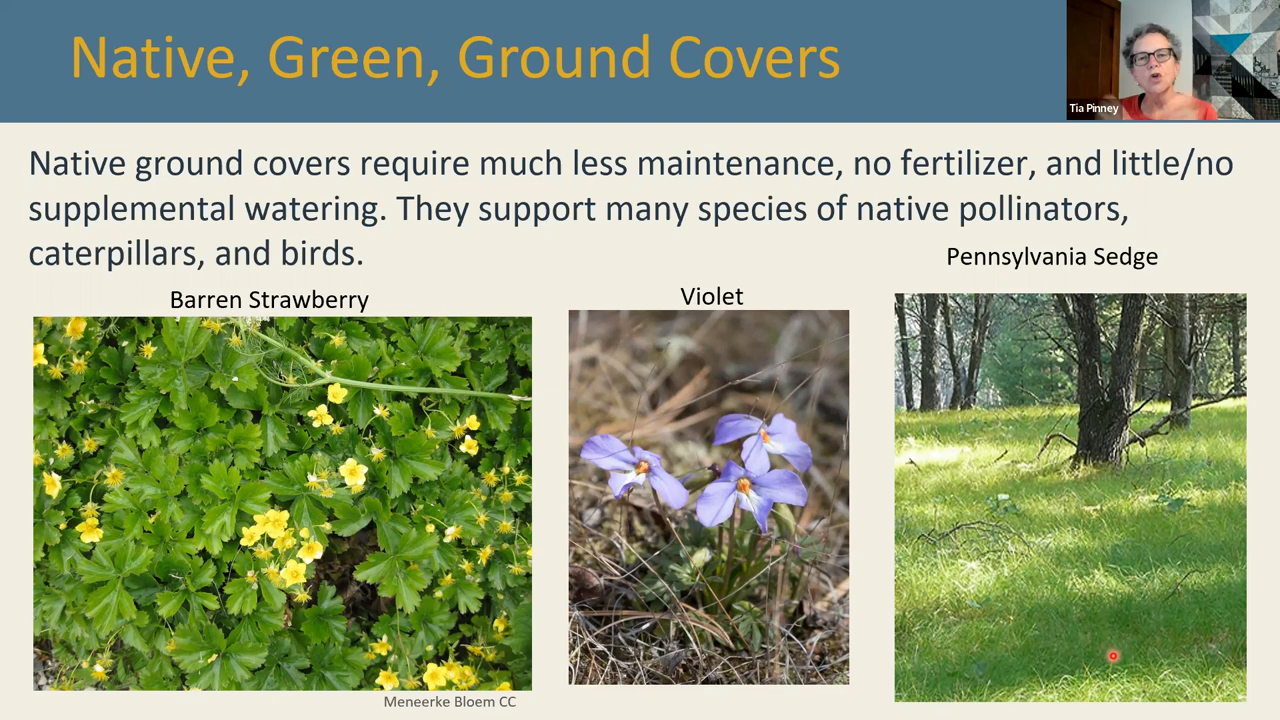 Native, Green, Ground Covers
Tia Pinney
Native ground covers require much less maintenance, no fertilizer, and little/no
supplemental watering. They support many species of native pollinators,
caterpillars, and birds.
Pennsylvania Sedge
Barren Strawberry
Violet
Meneerke Bloem CC